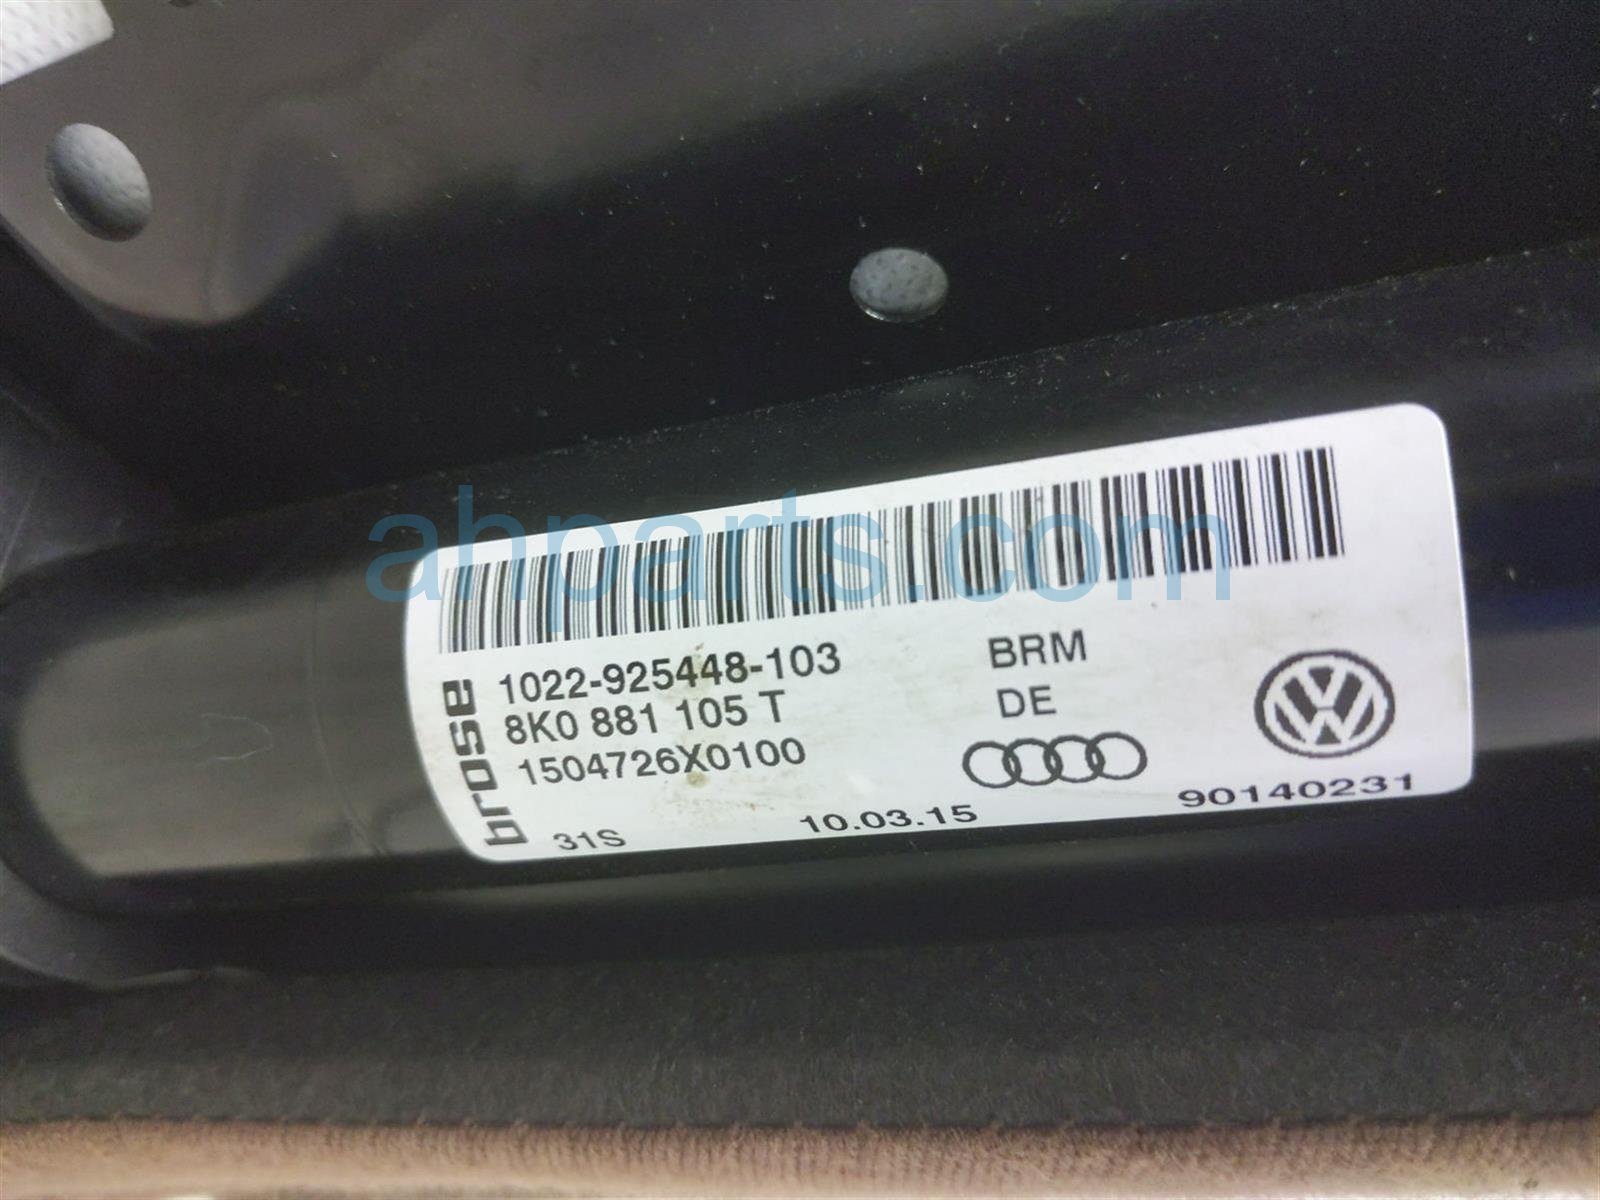 ahparts.com
brose
1022-925448-103 BRM
8K0 881 105 T DE
1504726X0100
31S 10.03.15 90140231